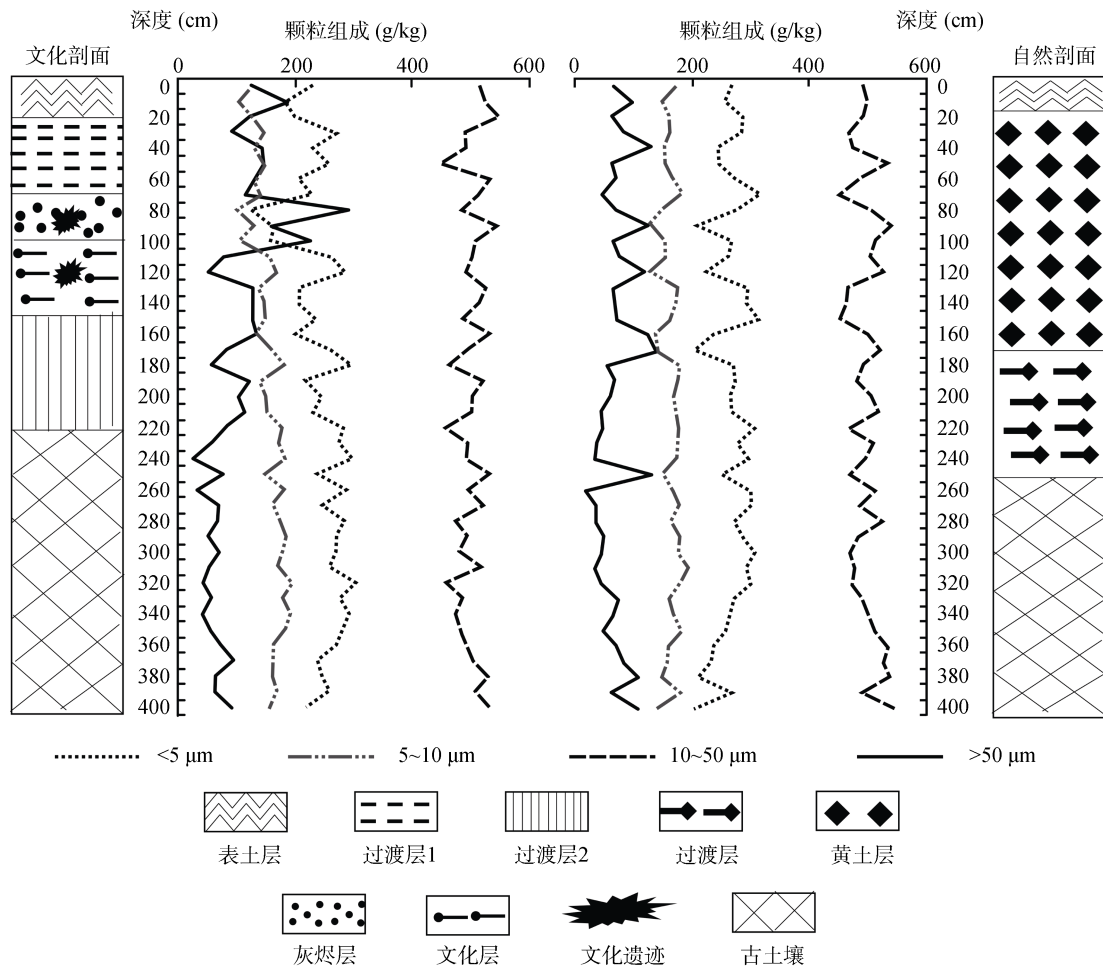 深度 (cm)
颗粒组成 (g/kg)
颗粒组成 (g/kg)
深度 (cm)
文化剖面
自然剖面
0 200 400 600
0 200 400 600
0 0
20 20
40 40
60 60
80 80
100 100
120 120
140 140
160 160
180 180
200 200
220 220
240 240
260 260
280 280
300 300
320 320
340 340
360 360
380 380
400 400
<5 μm 5~10 μm 10~50 μm >50 μm
表土层 过渡层1 过渡层2 过渡层 黄土层
灰烬层 文化层 文化遗迹 古土壤